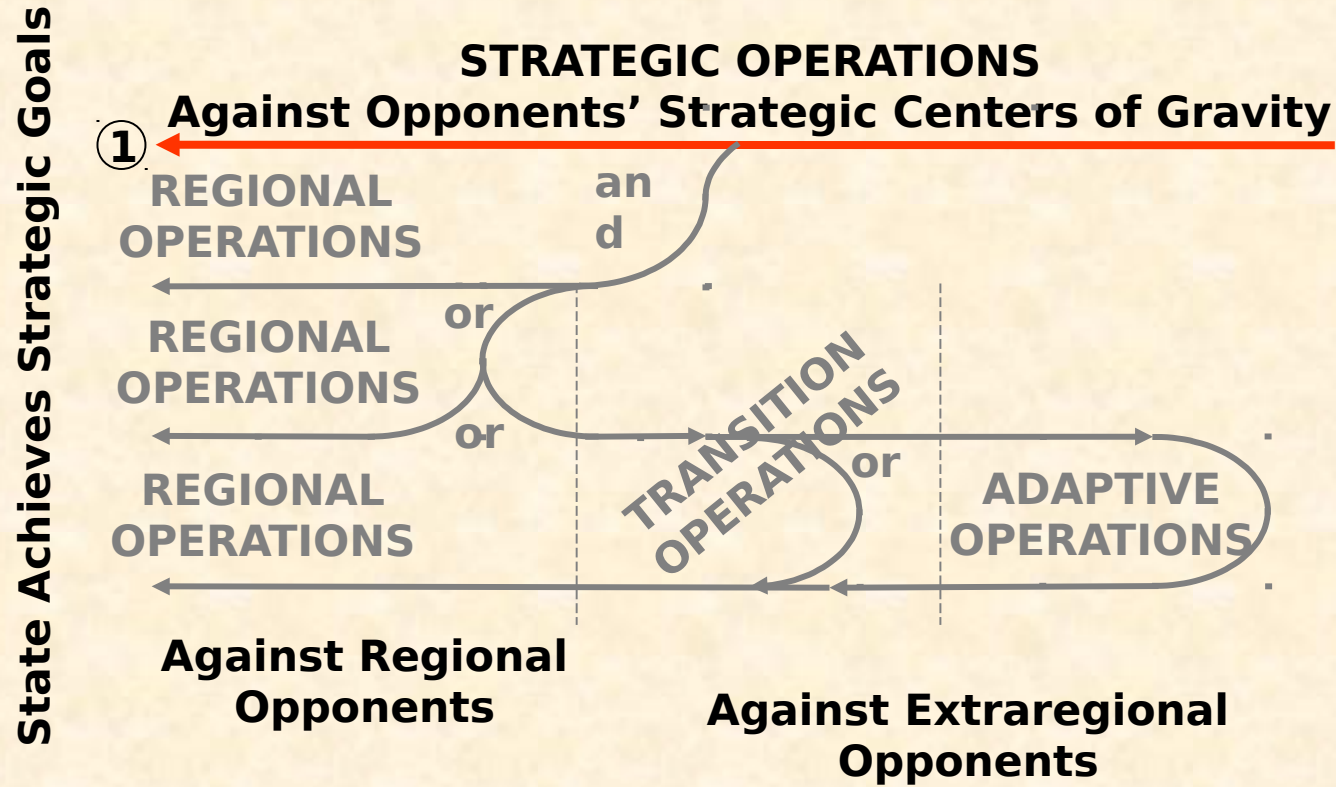 State Achieves Strategic Goals
STRATEGIC OPERATIONS
Against Opponents’ Strategic Centers of Gravity
1
REGIONAL
OPERATIONS
an
d
or
REGIONAL
OPERATIONS
or
TRANSITION
OPERATIONS
or
REGIONAL
OPERATIONS
ADAPTIVE
OPERATIONS
Against Regional
Opponents
Against Extraregional
Opponents